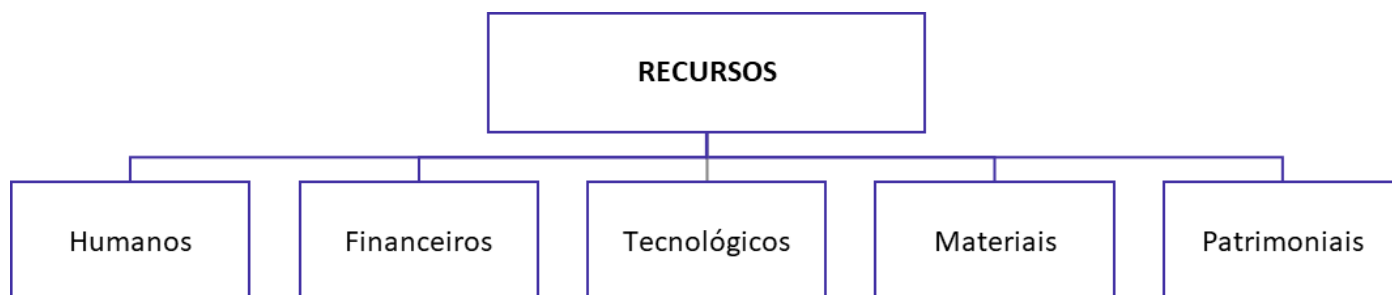 RECURSOS
Humanos
Financeiros
Tecnológicos
Materiais
Patrimoniais